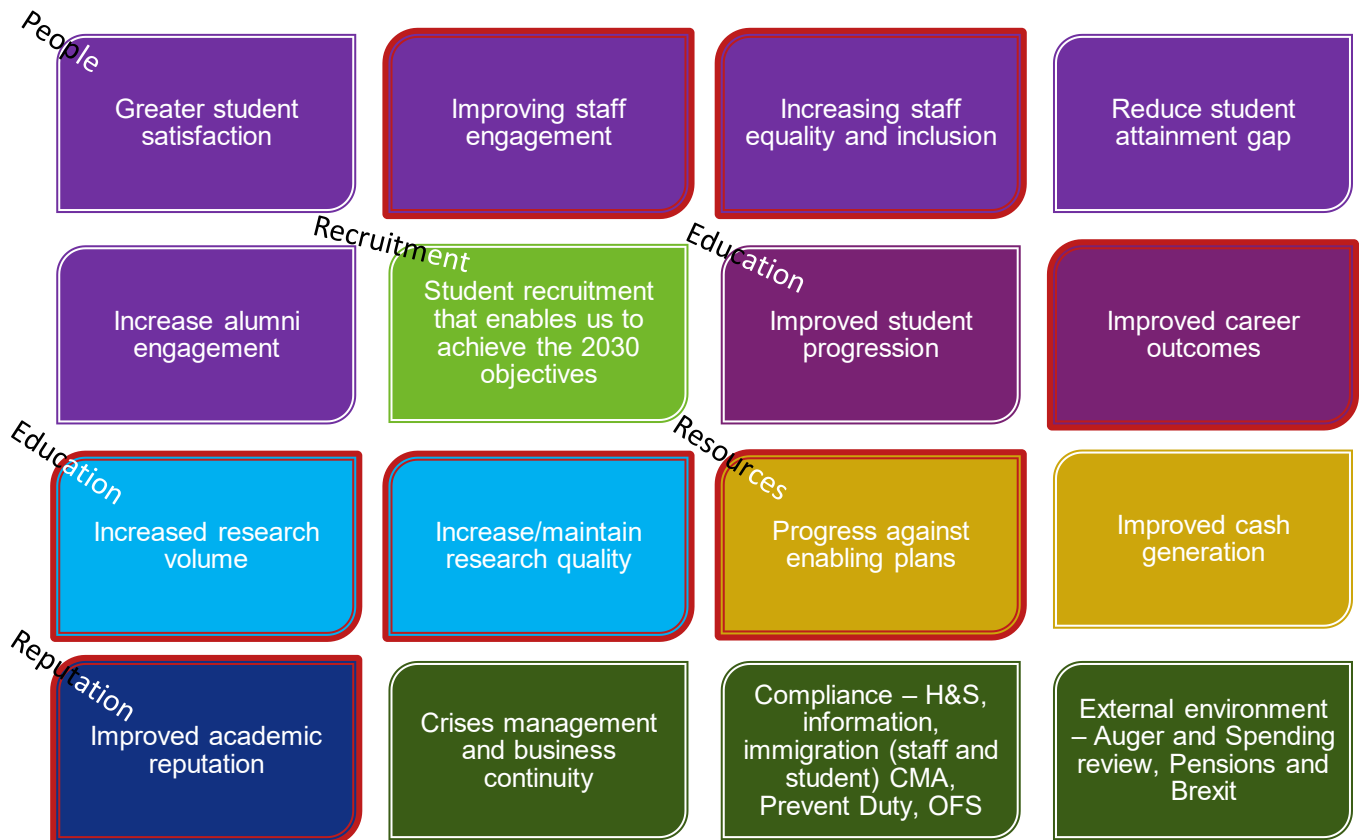 People
Greater student
satisfaction
Improving staff
engagement
Increasing staff
equality and inclusion
Reduce student
attainment gap
Increase alumni
engagement
Recruitment
Student recruitment
that enables us to
achieve the 2030
objectives
Education
Improved student
progression
Improved career
outcomes
Education
Increased research
volume
Increase/maintain
research quality
Resources
Progress against
enabling plans
Improved cash
generation
Reputation
Improved academic
reputation
Crises management
and business
continuity
Compliance – H&S,
information,
immigration (staff and
student) CMA,
Prevent Duty, OFS
External environment
– Auger and Spending
review, Pensions and
Brexit